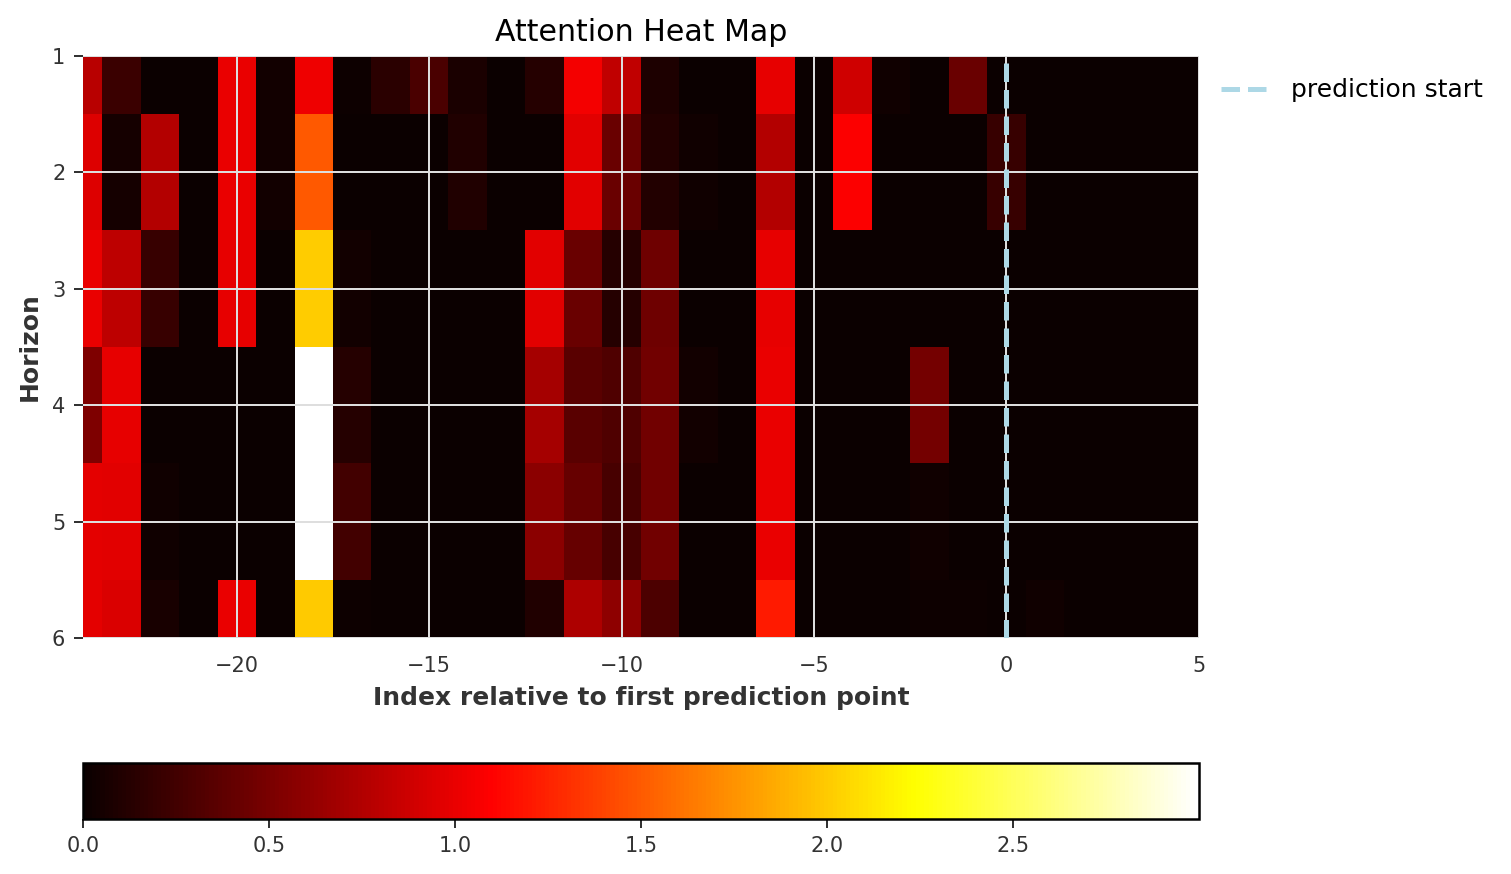 Attention Heat Map
prediction start
Horizon
1
2
3
4
5
6
−20 −15 −10 −5 0 5
Index relative to first prediction point
0.0 0.5 1.0 1.5 2.0 2.5